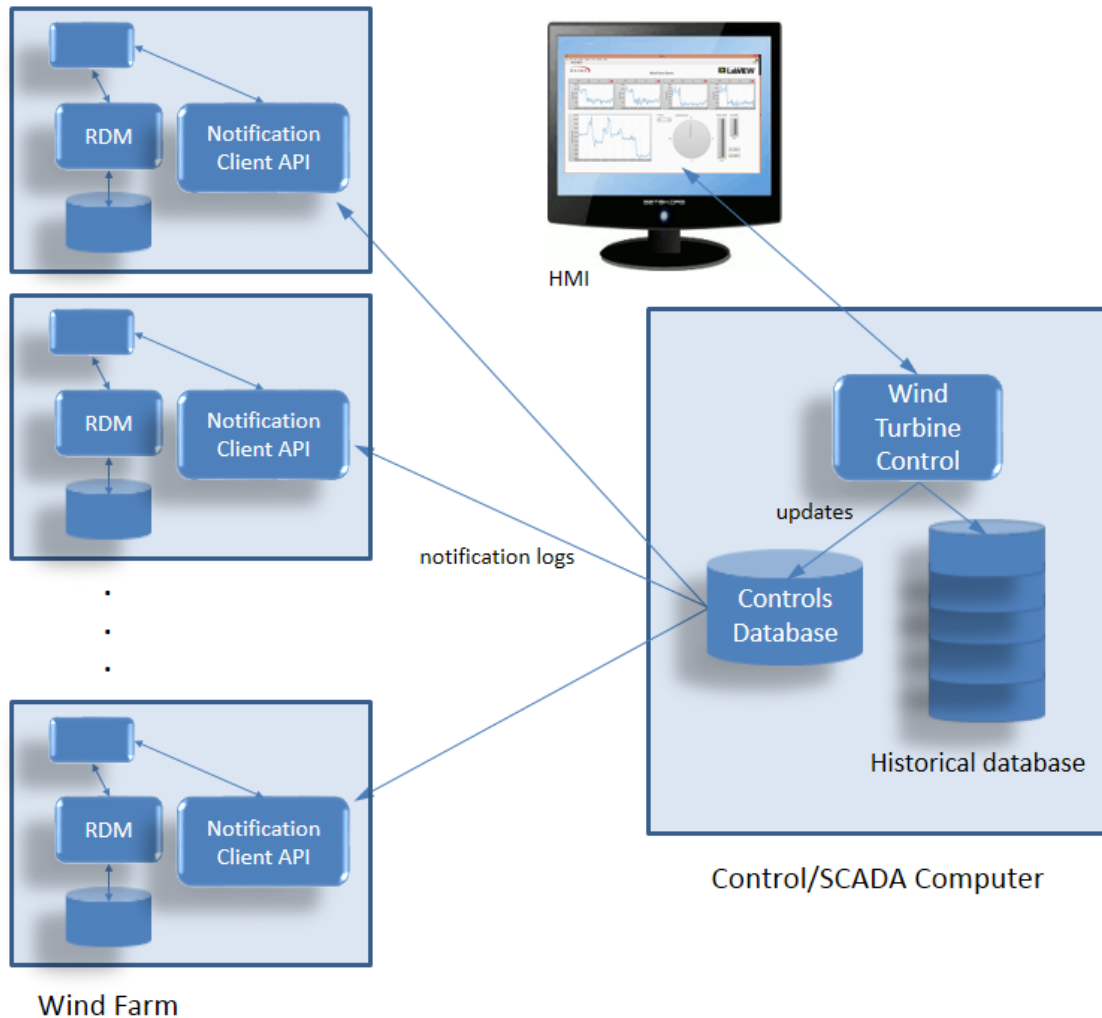 RDM
Notification
Client API
RDM
Notification
Client API
.
.
.
RDM
Notification
Client API
Wind Farm
LabVIEW
HMI
Wind
Turbine
Control
updates
notification logs
Controls
Database
Historical database
Control/SCADA Computer